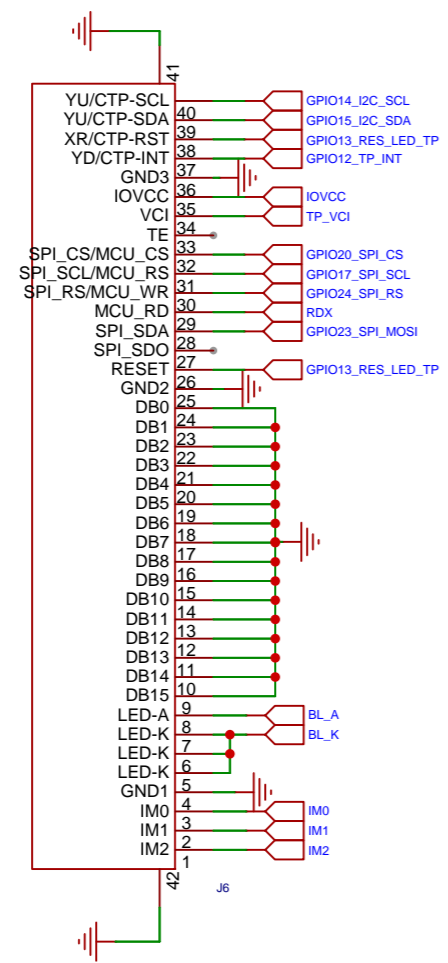 41
YU/CTP-SCL GPIO14_I2C_SCL
40
YU/CTP-SDA GPIO15_I2C_SDA
39
XR/CTP-RST GPIO13_RES_LED_TP
38
YD/CTP-INT GPIO12_TP_INT
37
GND3
36
IOVCC IOVCC
35
VCI TP_VCI
34
TE
33
SPI_CS/MCU_CS GPIO20_SPI_CS
32
SPI_SCL/MCU_RS GPIO17_SPI_SCL
31
SPI_RS/MCU_WR GPIO24_SPI_RS
30
MCU_RD RDX
29
SPI_SDA GPIO23_SPI_MOSI
28
SPI_SDO
27
RESET GPIO13_RES_LED_TP
26
GND2
25
DB0
24
DB1
23
DB2
22
DB3
21
DB4
20
DB5
19
DB6
18
DB7
17
DB8
16
DB9
15
DB10
14
DB11
13
DB12
12
DB13
11
DB14
10
DB15
9
LED-A BL_A
8
LED-K BL_K
7
LED-K
6
LED-K
5
GND1
4
IM0 IM0
3
IM1 IM1
2
IM2 IM2
1
42
J6